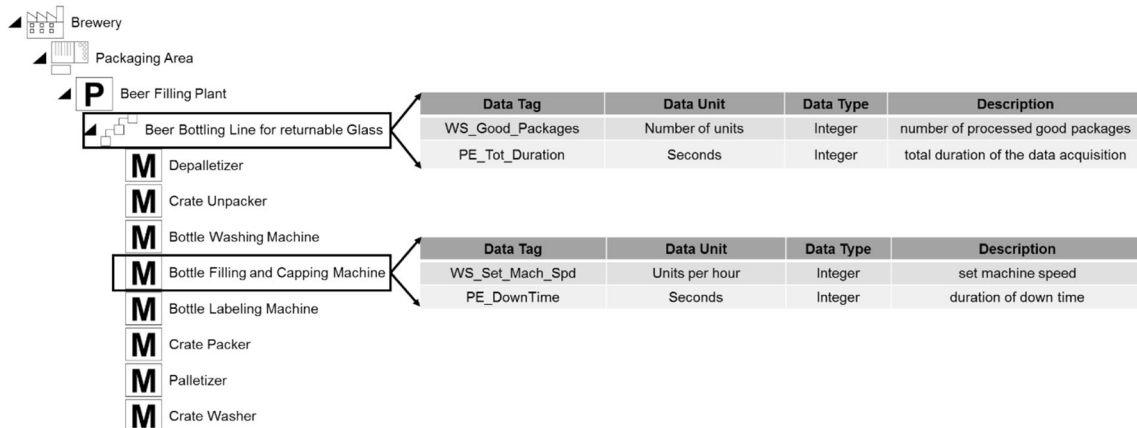 Brewery
Packaging Area
P Beer Filling Plant
Beer Bottling Line for returnable Glass
M Depalletizer
M Crate Unpacker
M Bottle Washing Machine
M Bottle Filling and Capping Machine
M Bottle Labeling Machine
M Crate Packer
M Palletizer
M Crate Washer
Data Tag Data Unit Data Type Description
WS_Good_Packages Number of units Integer number of processed good packages
PE_Tot_Duration Seconds Integer total duration of the data acquisition
Data Tag Data Unit Data Type Description
WS_Set_Mach_Spd Units per hour Integer set machine speed
PE_DownTime Seconds Integer duration of down time